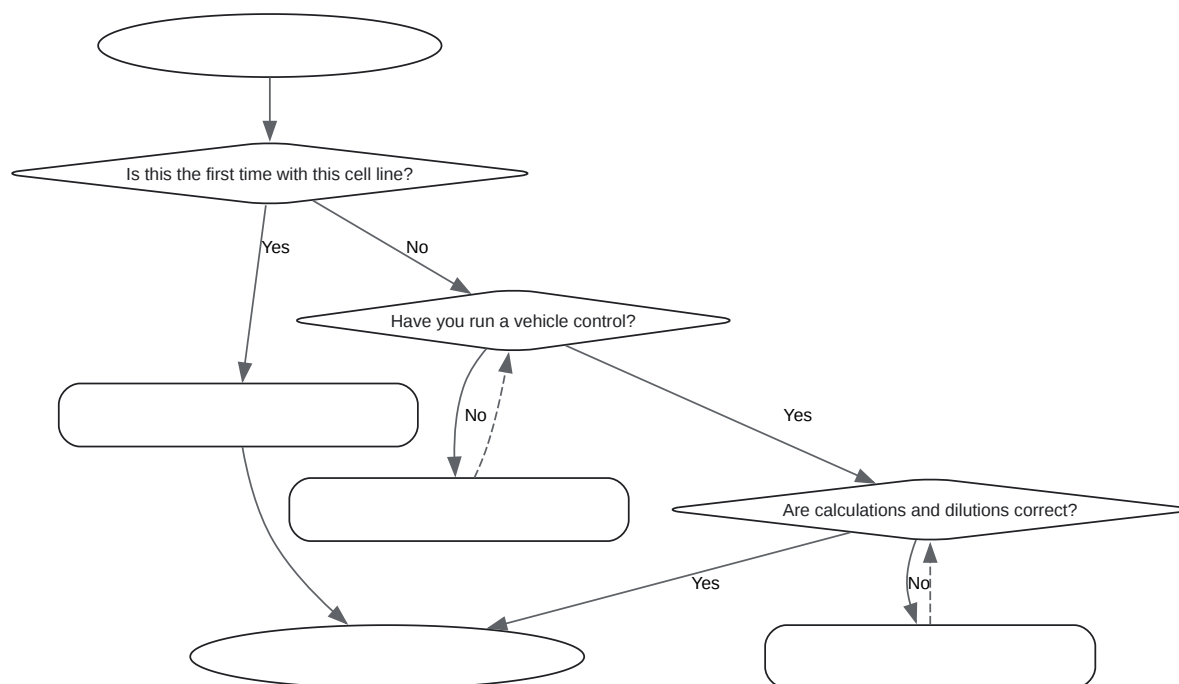 Is this the first time with this cell line?
Yes
No
Have you run a vehicle control?
No
Yes
Are calculations and dilutions correct?
Yes
No